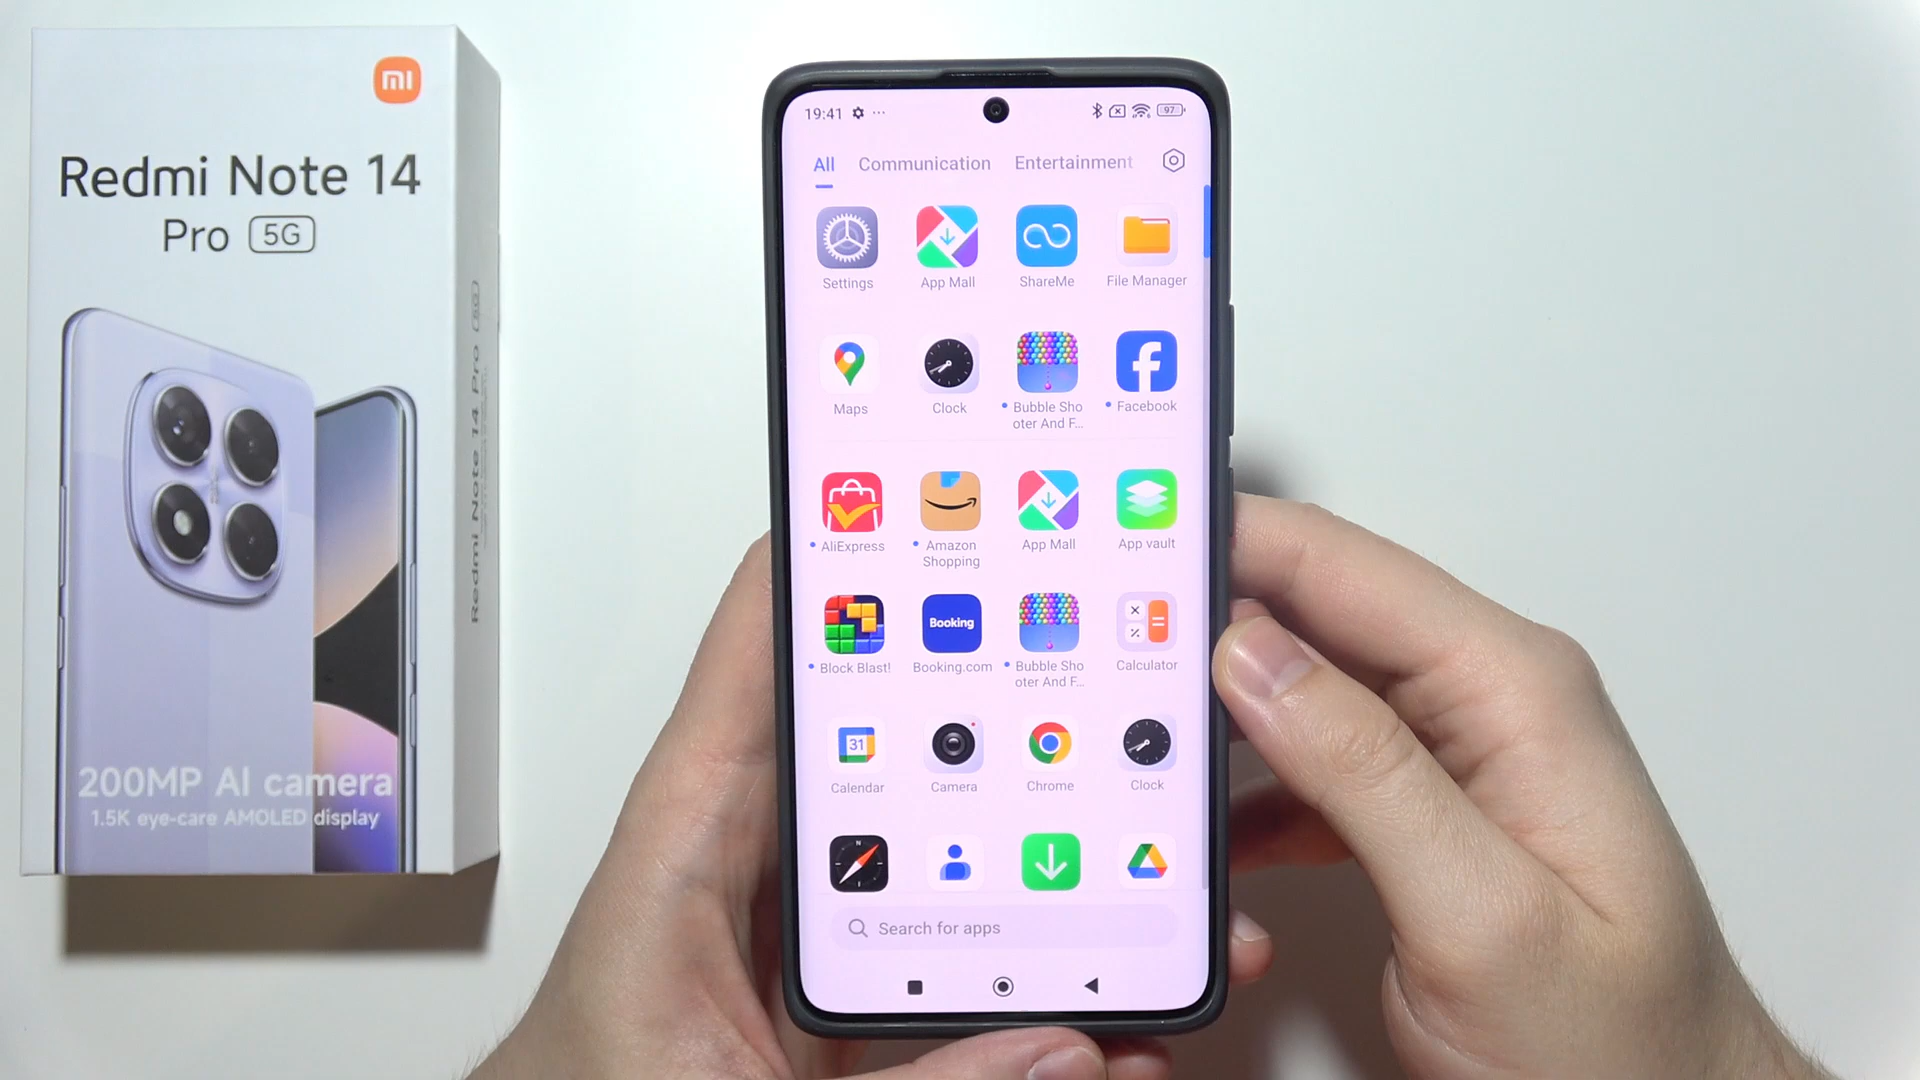 mi
Redmi Note 14
Pro 5G
Redmi Note 14 Pro 5G
200MP AI camera
1.5K eye-care AMOLED display
19:41
97
All Communication Entertainment
Settings App Mall ShareMe File Manager
Maps Clock Bubble Sho
oter And F... Facebook
AliExpress Amazon
Shopping App Mall App vault
Booking
Block Blast! Booking.com Bubble Sho
oter And F... Calculator
31
Calendar Camera Chrome Clock
N
Search for apps